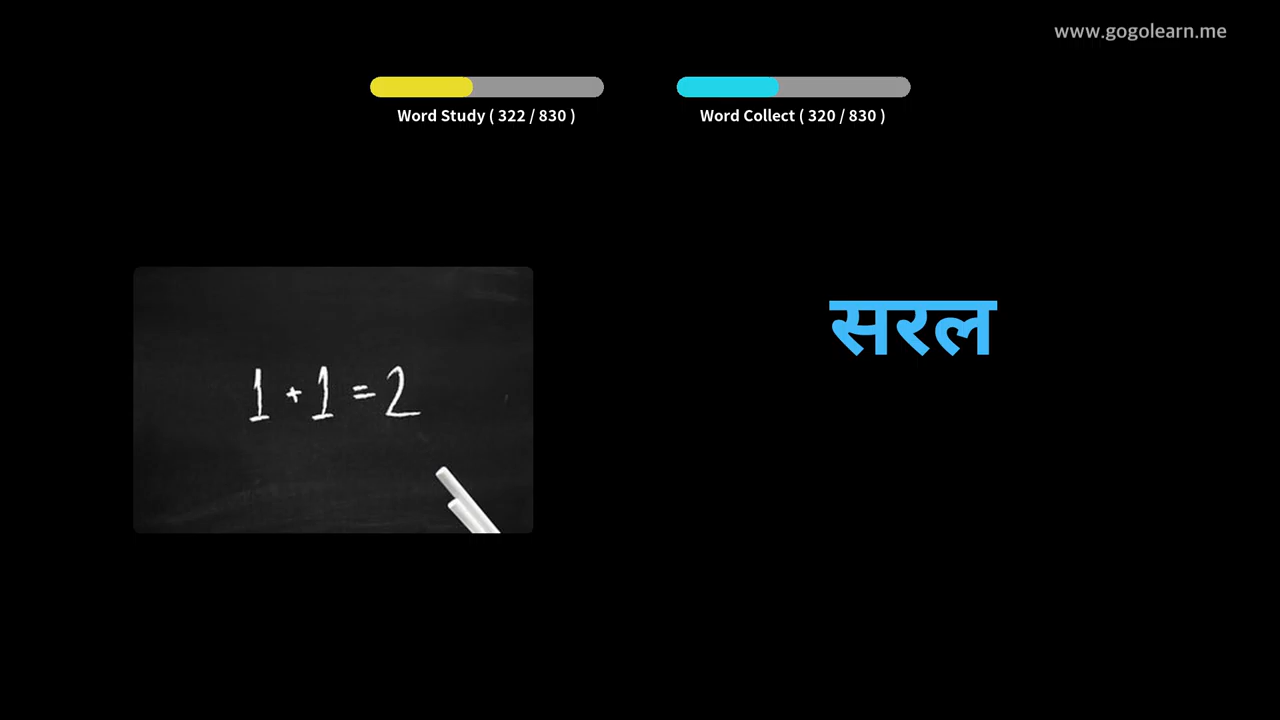 www.gogolearn.me
Word Study ( 322 / 830 )
Word Collect ( 320 / 830 )
1 + 1 = 2
सरल